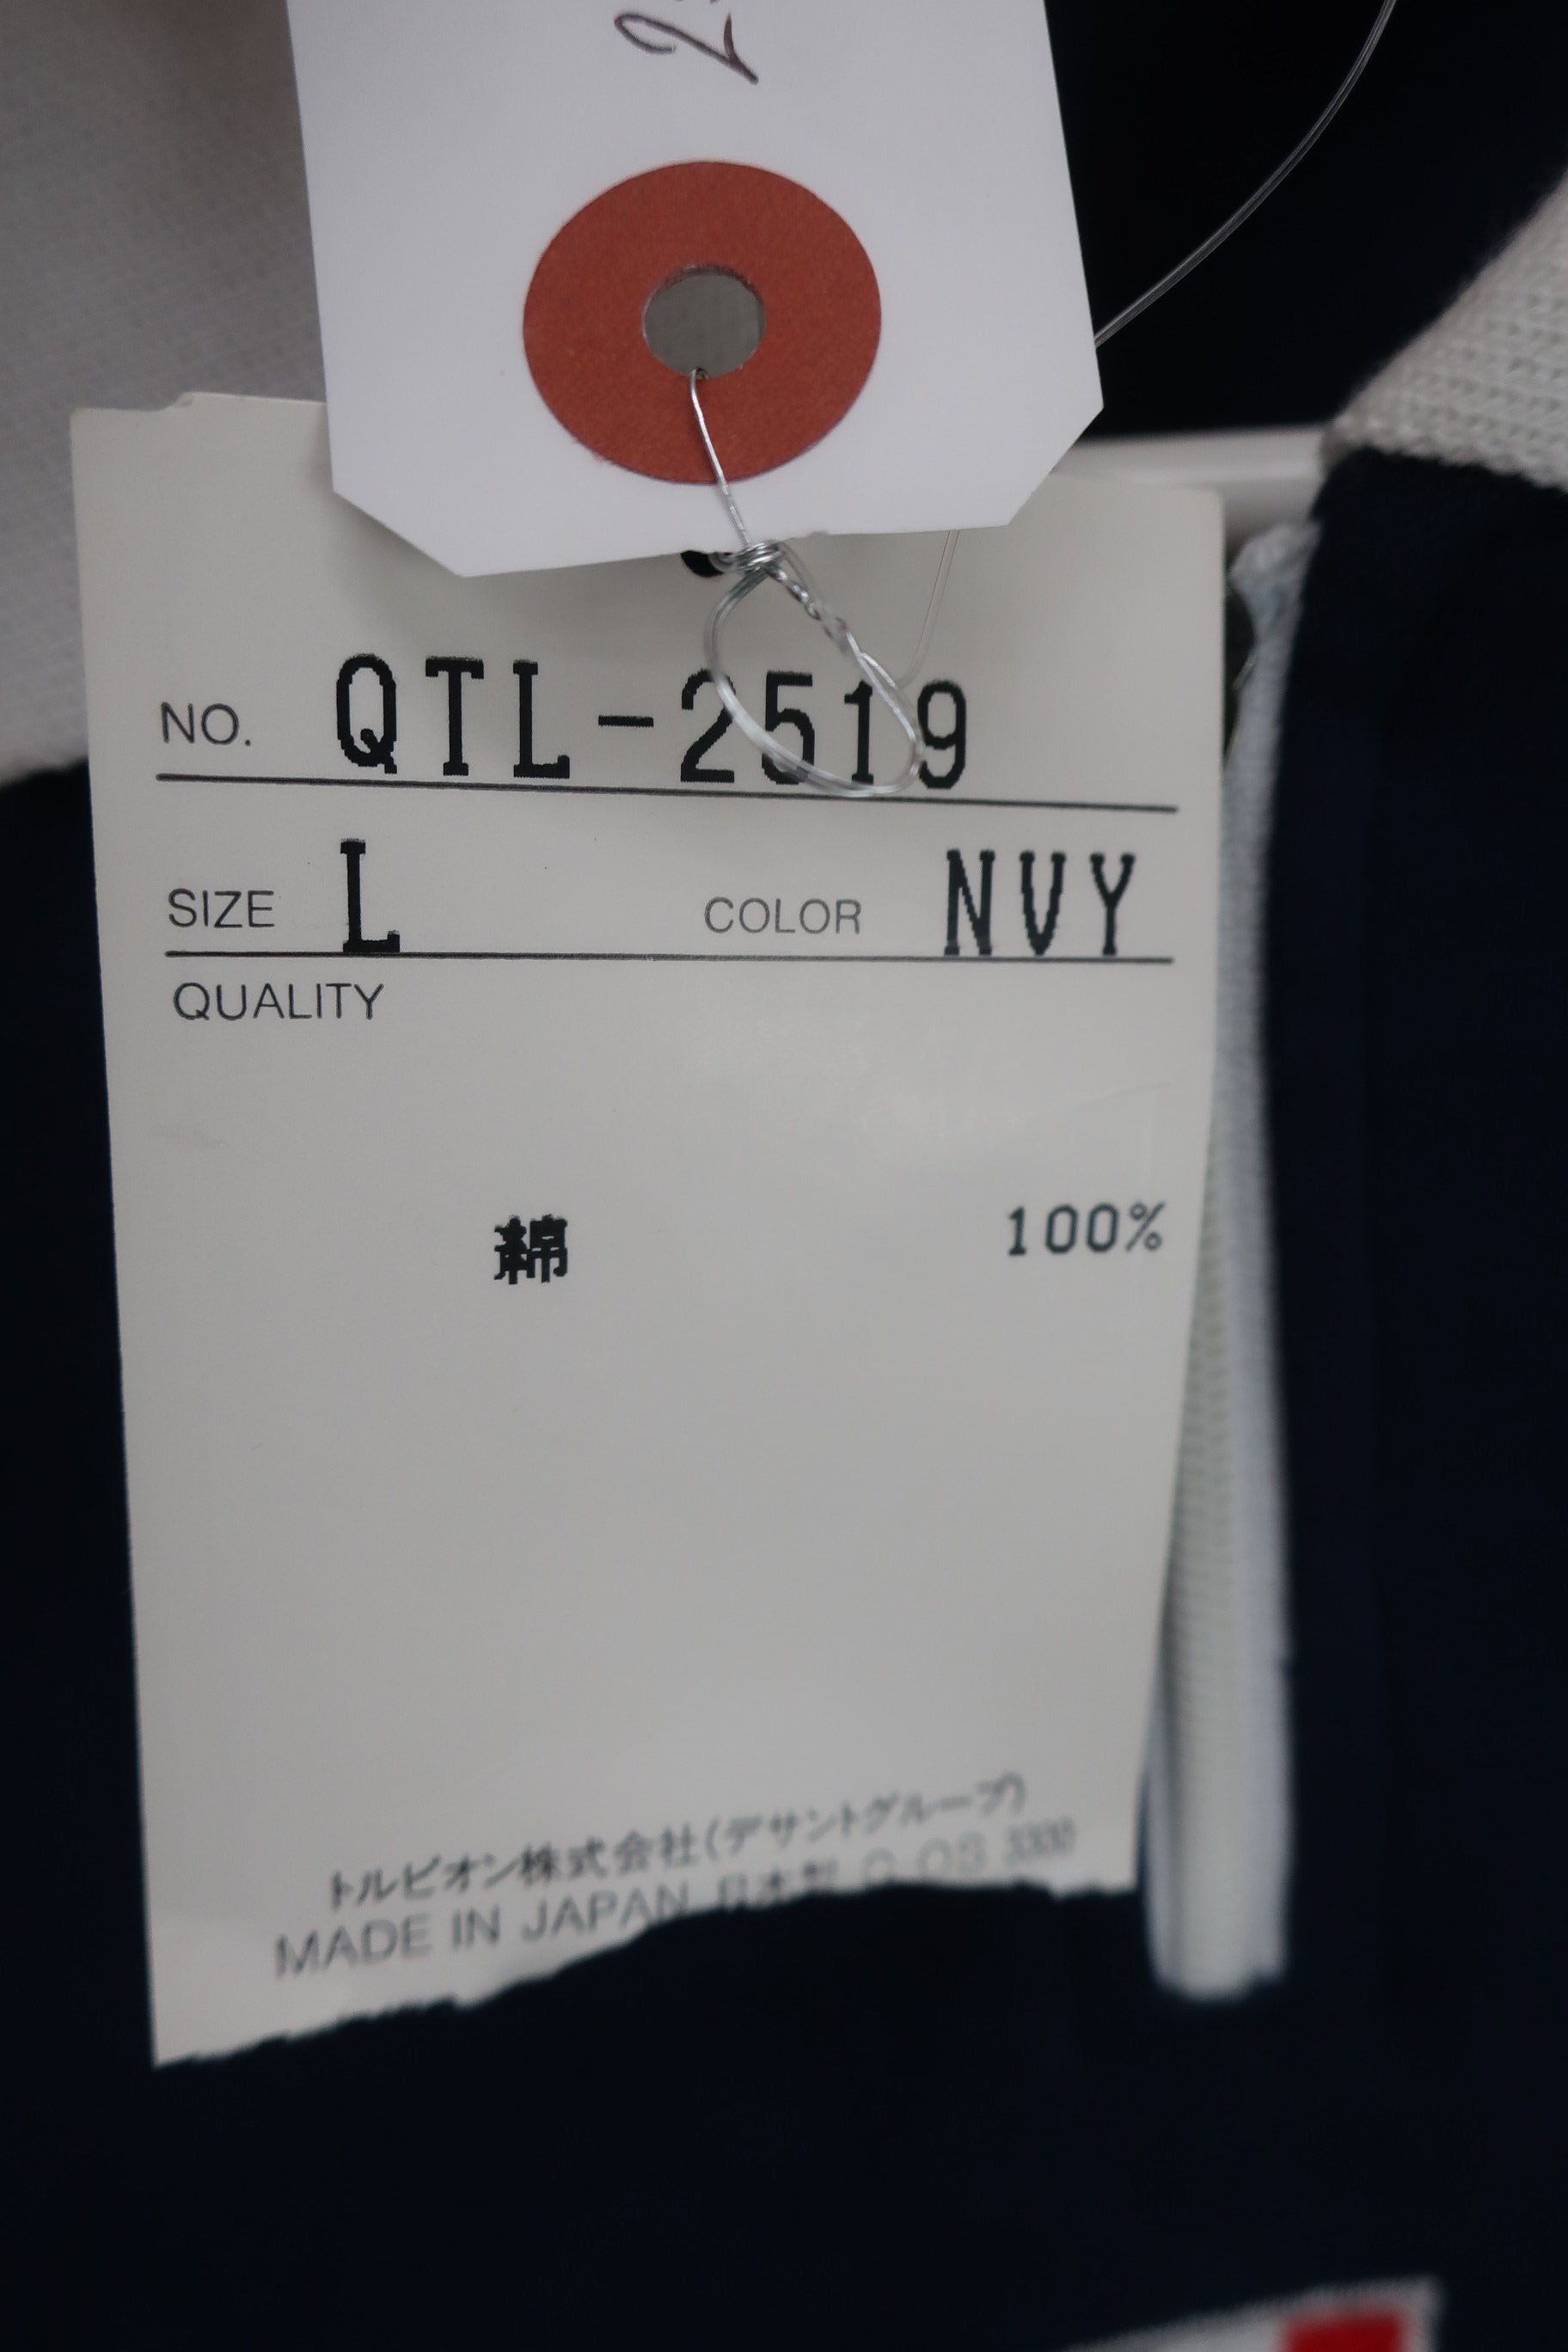 NO. QTL-2519
SIZE L COLOR NVY
QUALITY
綿 100%
トルビオン株式会社(デサントグループ)
MADE IN JAPAN 日本製